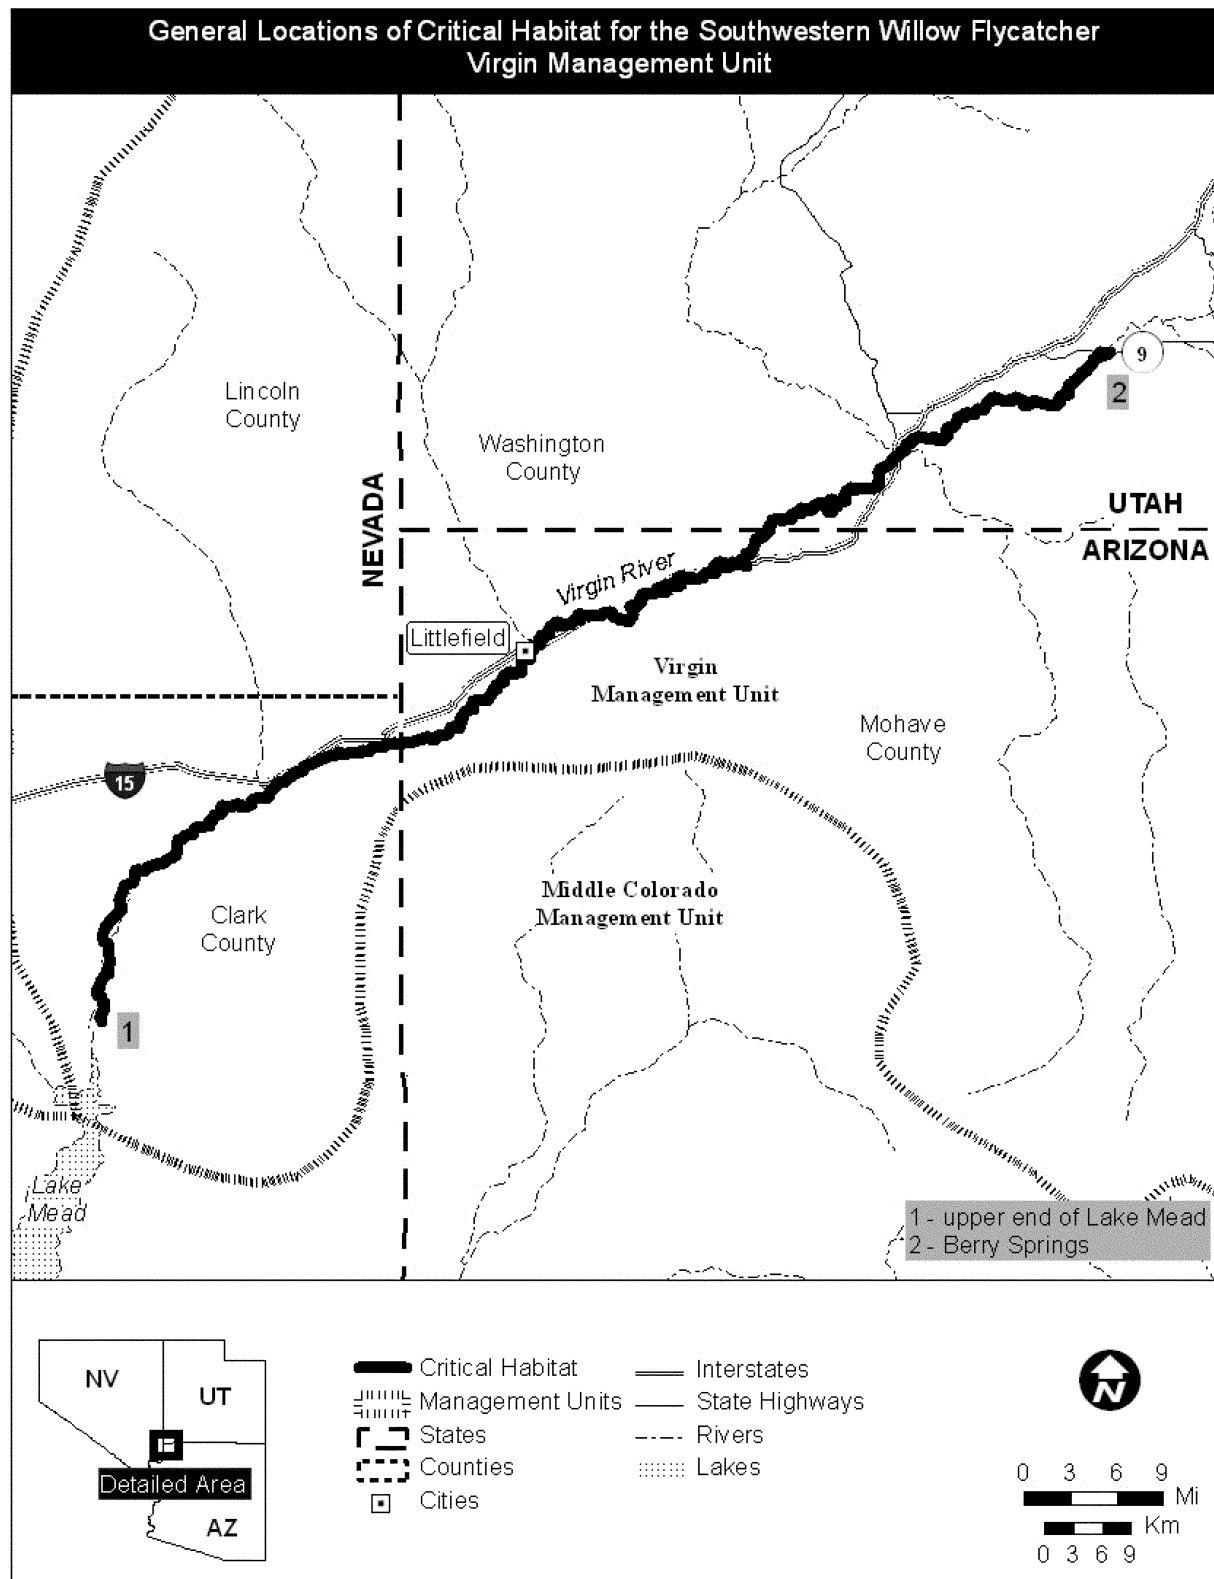 General Locations of Critical Habitat for the Southwestern Willow Flycatcher
Virgin Management Unit
9
2
Lincoln
County
Washington
County
NEVADA
UTAH
ARIZONA
Virgin River
Littlefield
Virgin
Management Unit
Mohave
County
15
Middle Colorado
Management Unit
Clark
County
1
Lake
Mead
1 - upper end of Lake Mead
2 - Berry Springs
NV
UT
Detailed Area
AZ
Critical Habitat
Management Units
States
Counties
Cities
Interstates
State Highways
Rivers
Lakes
N
0 3 6 9
Mi
Km
0 3 6 9